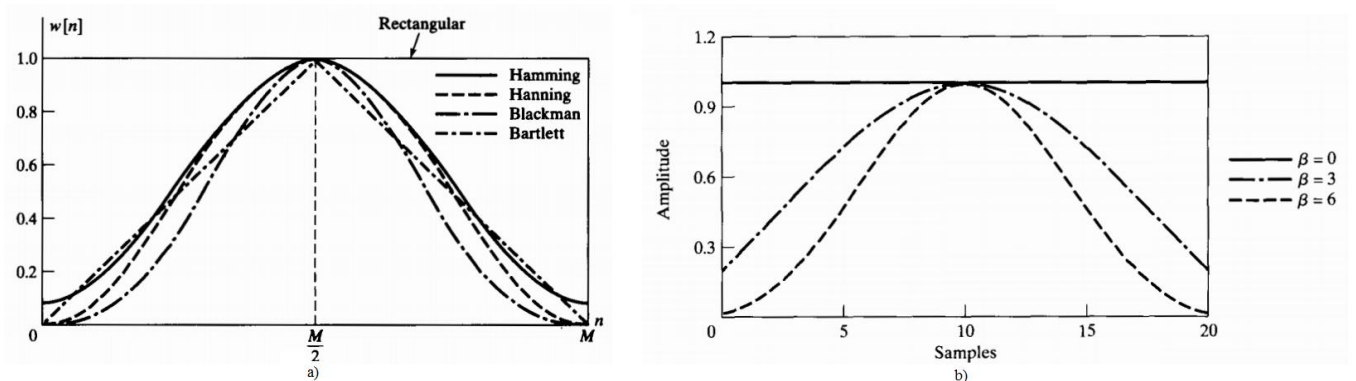 w[n]
Rectangular
1.0
0.8
0.6
0.4
0.2
0
M/2
M
n
Hamming
Hanning
Blackman
Bartlett
a)
1.2
0.9
0.6
0.3
0
5
10
15
20
Amplitude
Samples
β = 0
β = 3
β = 6
b)